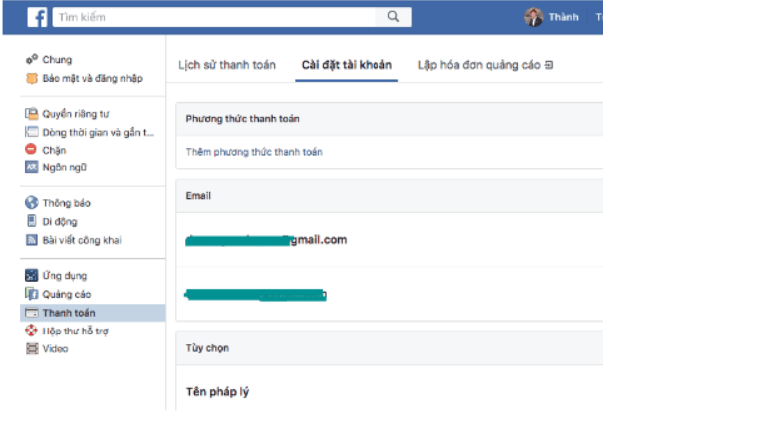 f Tìm kiếm Thành T
Chung
Bảo mật và đăng nhập
Quyền riêng tư
Dòng thời gian và gắn t...
Chặn
Ngôn ngữ
Thông báo
Di động
Bài viết công khai
Ứng dụng
Quảng cáo
Thanh toán
Hộp thư hỗ trợ
Video
Lịch sử thanh toán Cài đặt tài khoản Lập hóa đơn quảng cáo
Phương thức thanh toán
Thêm phương thức thanh toán
Email
@gmail.com
Tùy chọn
Tên pháp lý